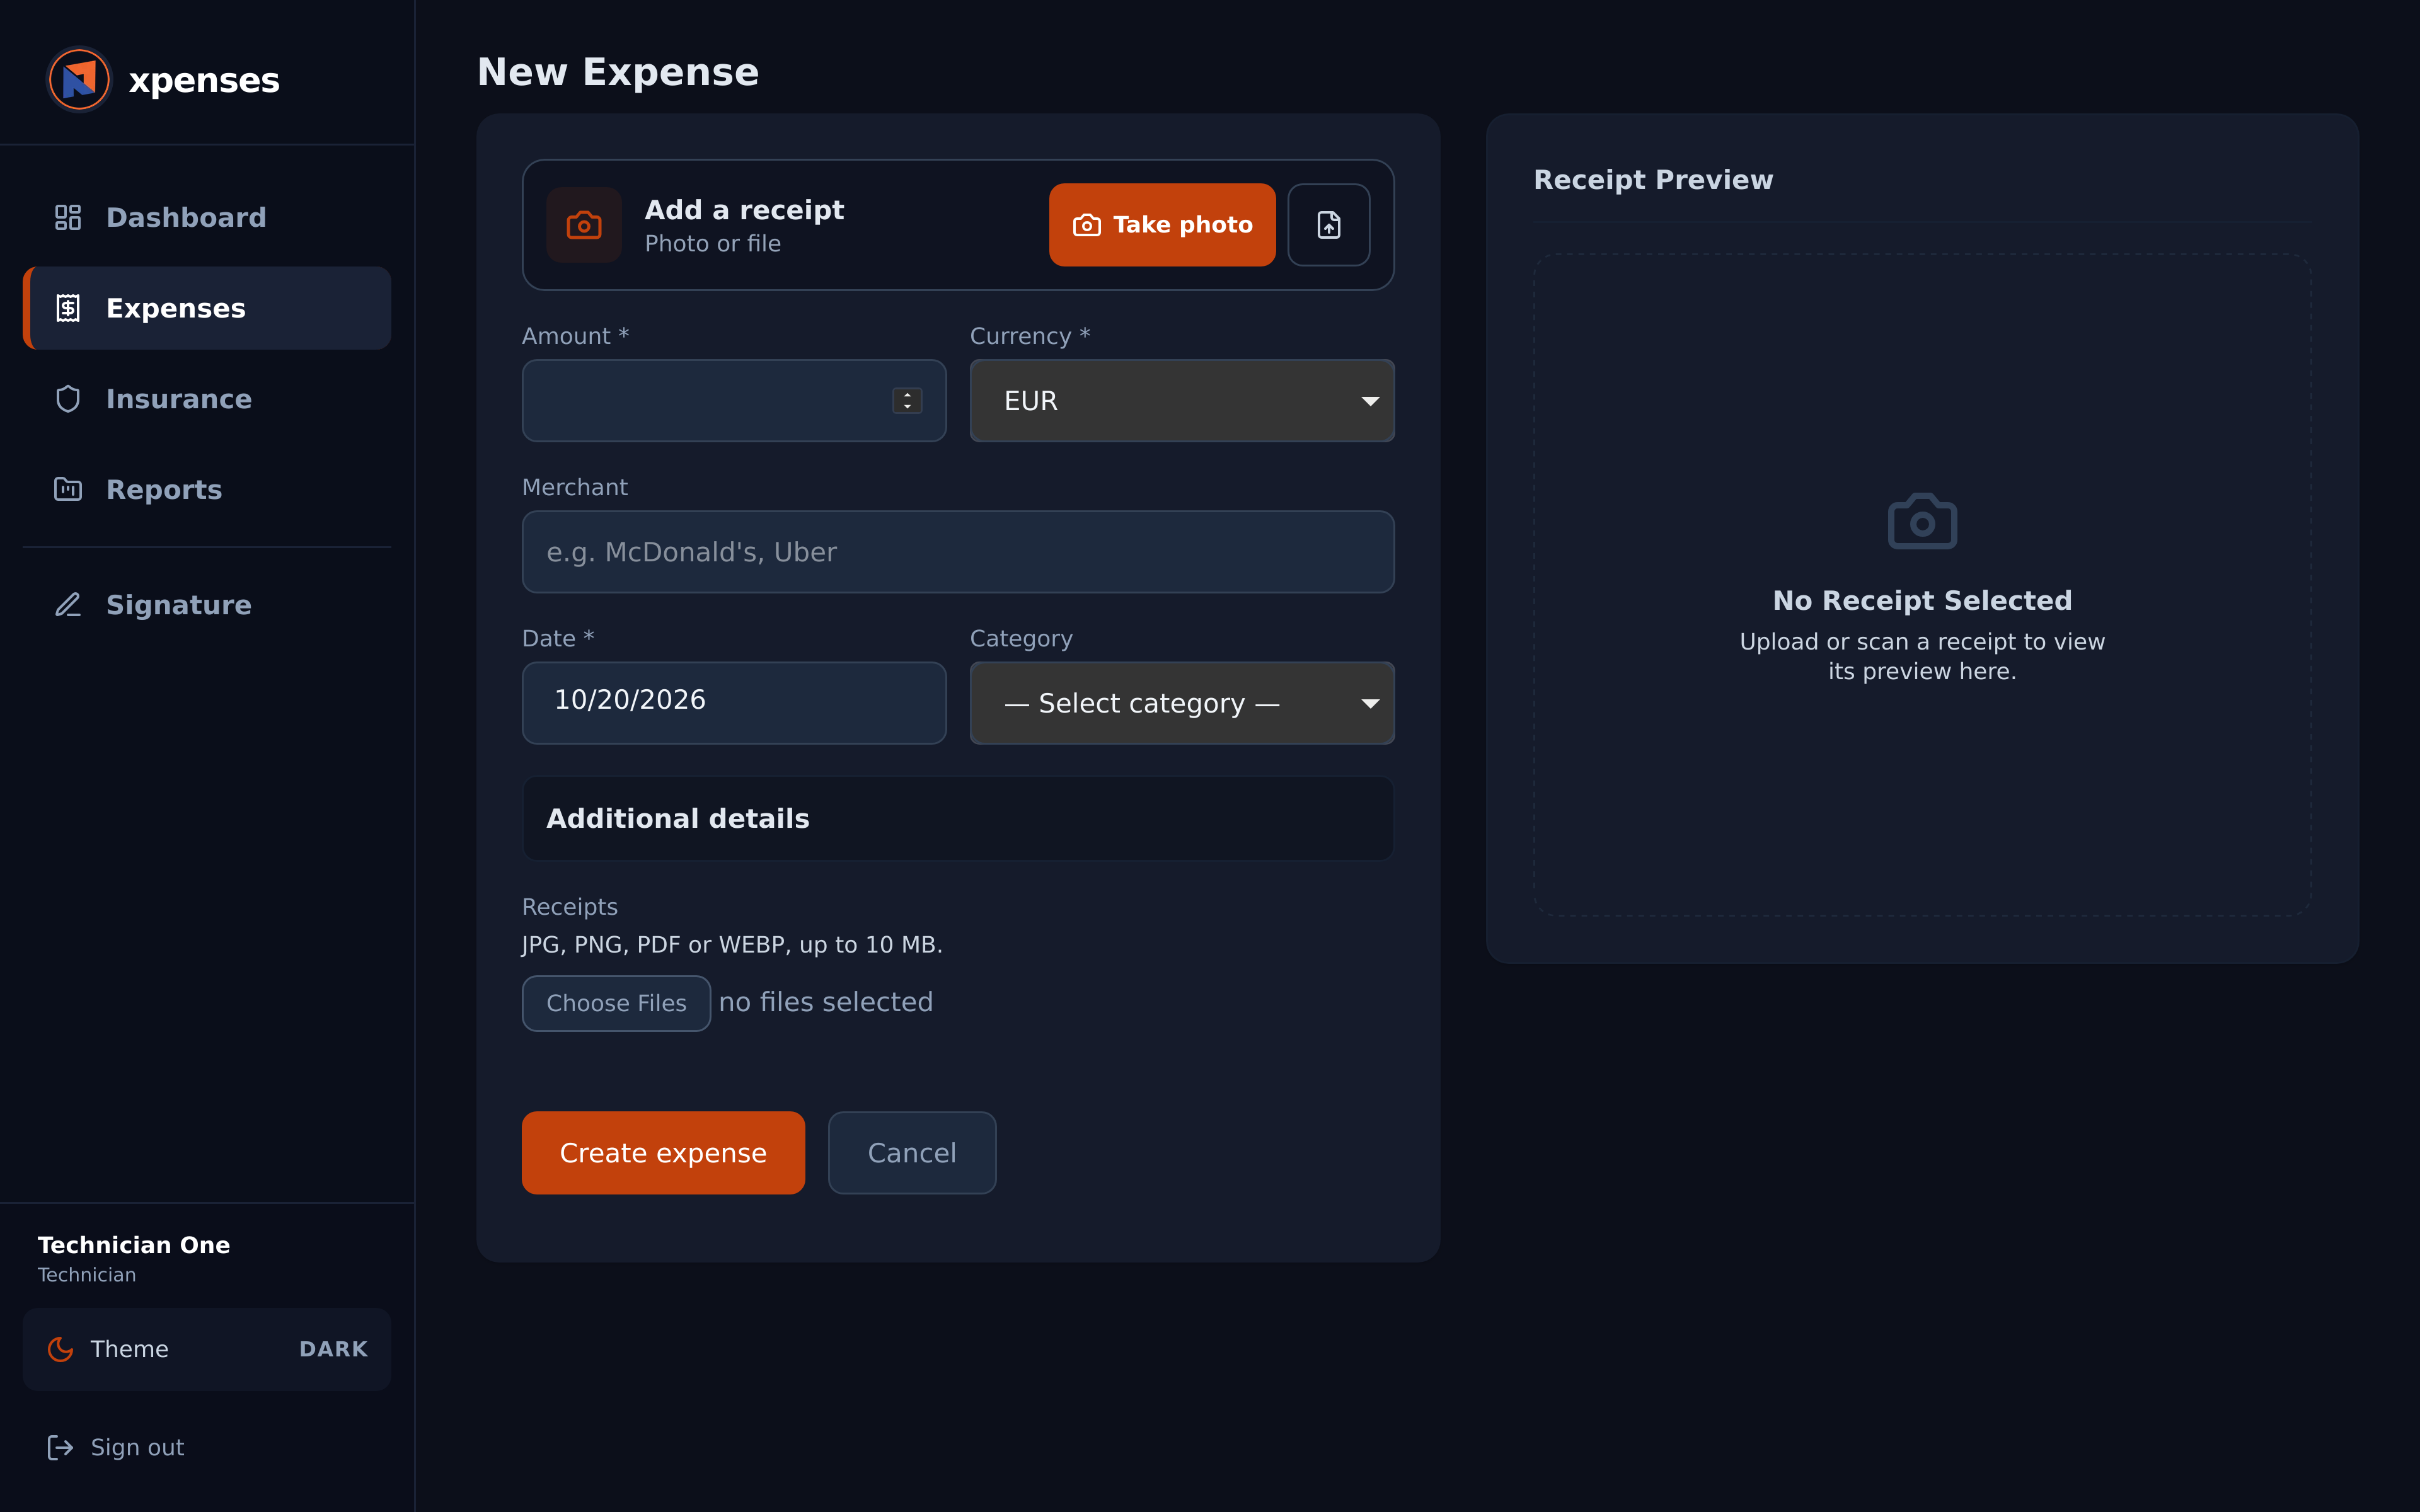 xpenses
Dashboard
Expenses
Insurance
Reports
Signature
Technician One
Technician
Theme DARK
Sign out
New Expense
Add a receipt
Photo or file
Take photo
Amount * Currency *
EUR
Merchant
e.g. McDonald's, Uber
Date * Category
10/20/2026 — Select category —
Additional details
Receipts
JPG, PNG, PDF or WEBP, up to 10 MB.
Choose Files no files selected
Create expense Cancel
Receipt Preview
No Receipt Selected
Upload or scan a receipt to view
its preview here.